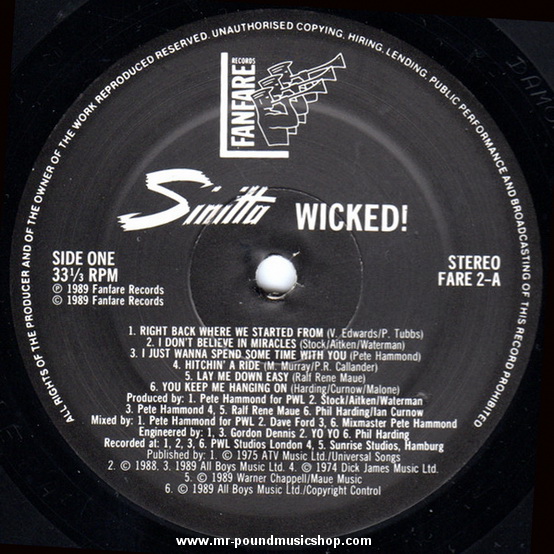 ALL RIGHTS OF THE PRODUCER AND OF THE OWNER OF THE WORK REPRODUCED RESERVED. UNAUTHORISED COPYING, HIRING, LENDING, PUBLIC PERFORMANCE AND BROADCASTING OF THIS RECORD PROHIBITED
FANFARE RECORDS
Sinitta WICKED!
SIDE ONE
33⅓ RPM
℗ 1989 Fanfare Records
© 1989 Fanfare Records
STEREO
FARE 2-A
1. RIGHT BACK WHERE WE STARTED FROM (V. Edwards/P. Tubbs)
2. I DON'T BELIEVE IN MIRACLES (Stock/Aitken/Waterman)
3. I JUST WANNA SPEND SOME TIME WITH YOU (Pete Hammond)
4. HITCHIN' A RIDE (M. Murray/P.R. Callander)
5. LAY ME DOWN EASY (Ralf Rene Maue)
6. YOU KEEP ME HANGING ON (Harding/Curnow/Malone)
Produced by: 1. Pete Hammond for PWL 2. Stock/Aitken/Waterman
3. Pete Hammond 4, 5. Ralf Rene Maue 6. Phil Harding/Ian Curnow
Mixed by: 1. Pete Hammond for PWL 2. Dave Ford 3, 6. Mixmaster Pete Hammond
Engineered by: 1, 3. Gordon Dennis 2. YO YO 6. Phil Harding
Recorded at: 1, 2, 3, 6. PWL Studios London 4, 5. Sunrise Studios, Hamburg
Published by: 1. © 1975 ATV Music Ltd./Universal Songs
2. © 1988. 3. 1989 All Boys Music Ltd. 4. © 1974 Dick James Music Ltd.
5. © 1989 Warner Chappell/Maue Music
6. © 1989 All Boys Music Ltd./Copyright Control
www.mr-poundmusicshop.com